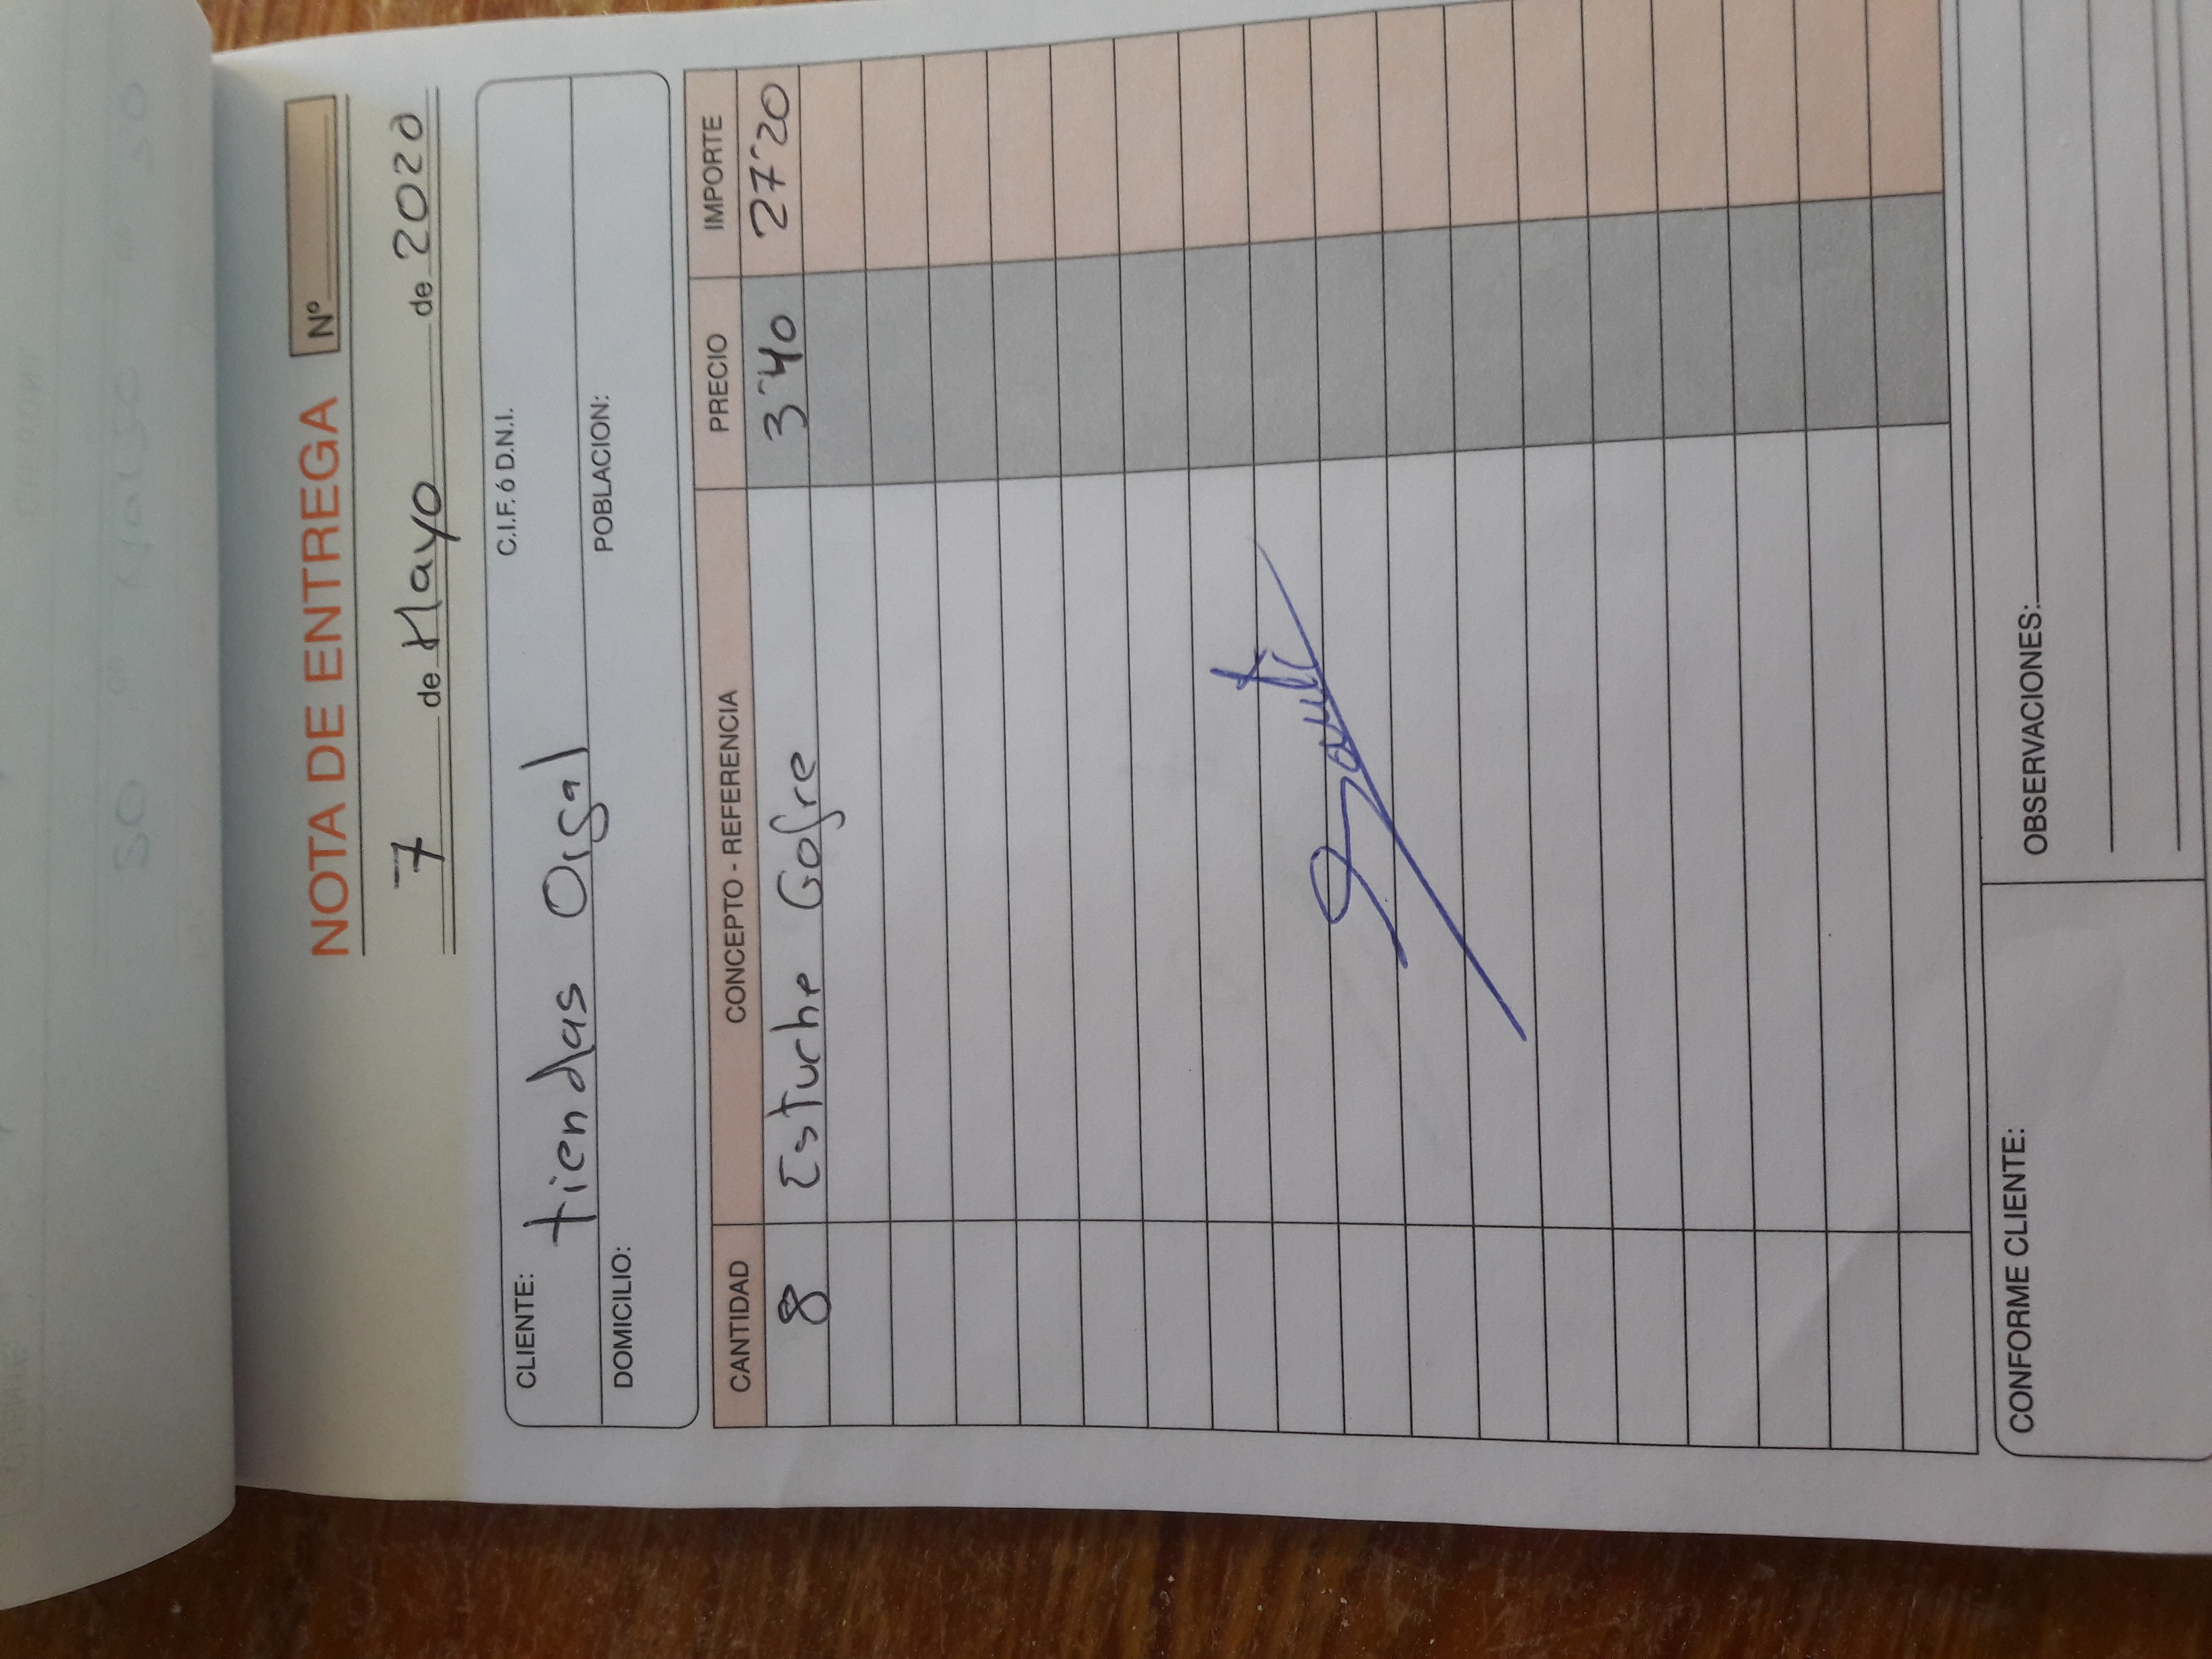 NOTA DE ENTREGA Nº
7 de Mayo de 2020
CLIENTE: tiendas Orsal C.I.F. ó D.N.I.
DOMICILIO: POBLACION:
CANTIDAD CONCEPTO - REFERENCIA PRECIO IMPORTE
8 Estuche Gofre 3'40 27'20
CONFORME CLIENTE: OBSERVACIONES: